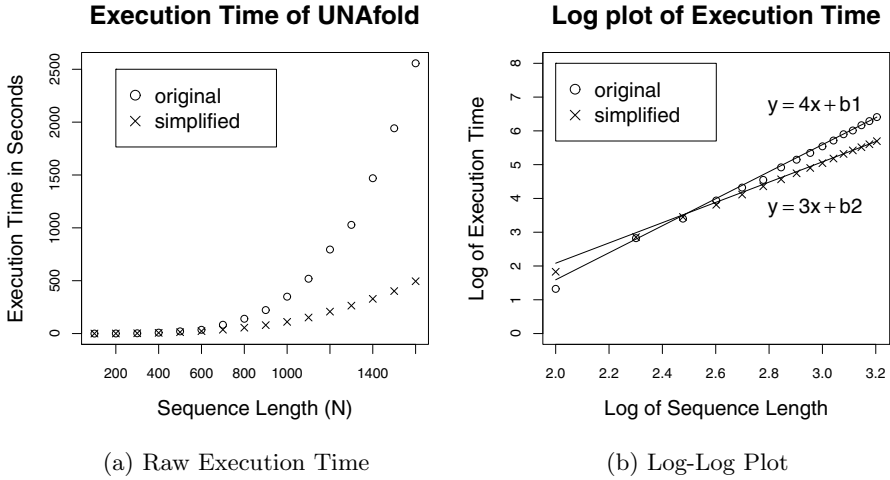 Execution Time of UNAfold
original
simplified
Execution Time in Seconds
0
500
1000
1500
2000
2500
200
400
600
800
1000
1400
Sequence Length (N)
(a) Raw Execution Time
Log plot of Execution Time
original
simplified
y = 4x + b1
y = 3x + b2
Log of Execution Time
0
1
2
3
4
5
6
7
8
2.0
2.2
2.4
2.6
2.8
3.0
3.2
Log of Sequence Length
(b) Log-Log Plot